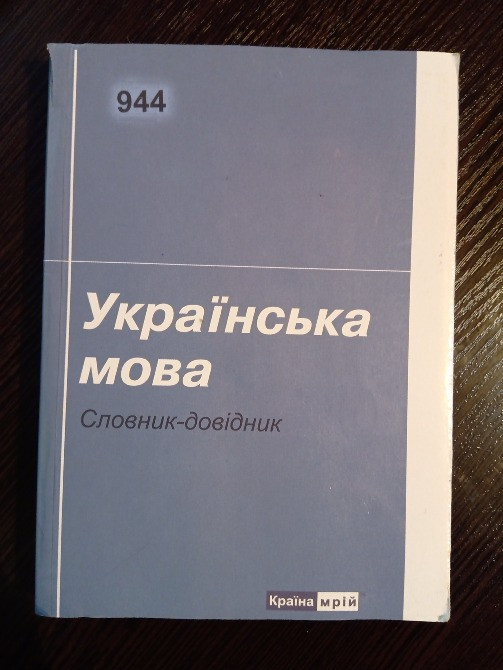 944
Українська
мова
Словник-довідник
Країна мрій